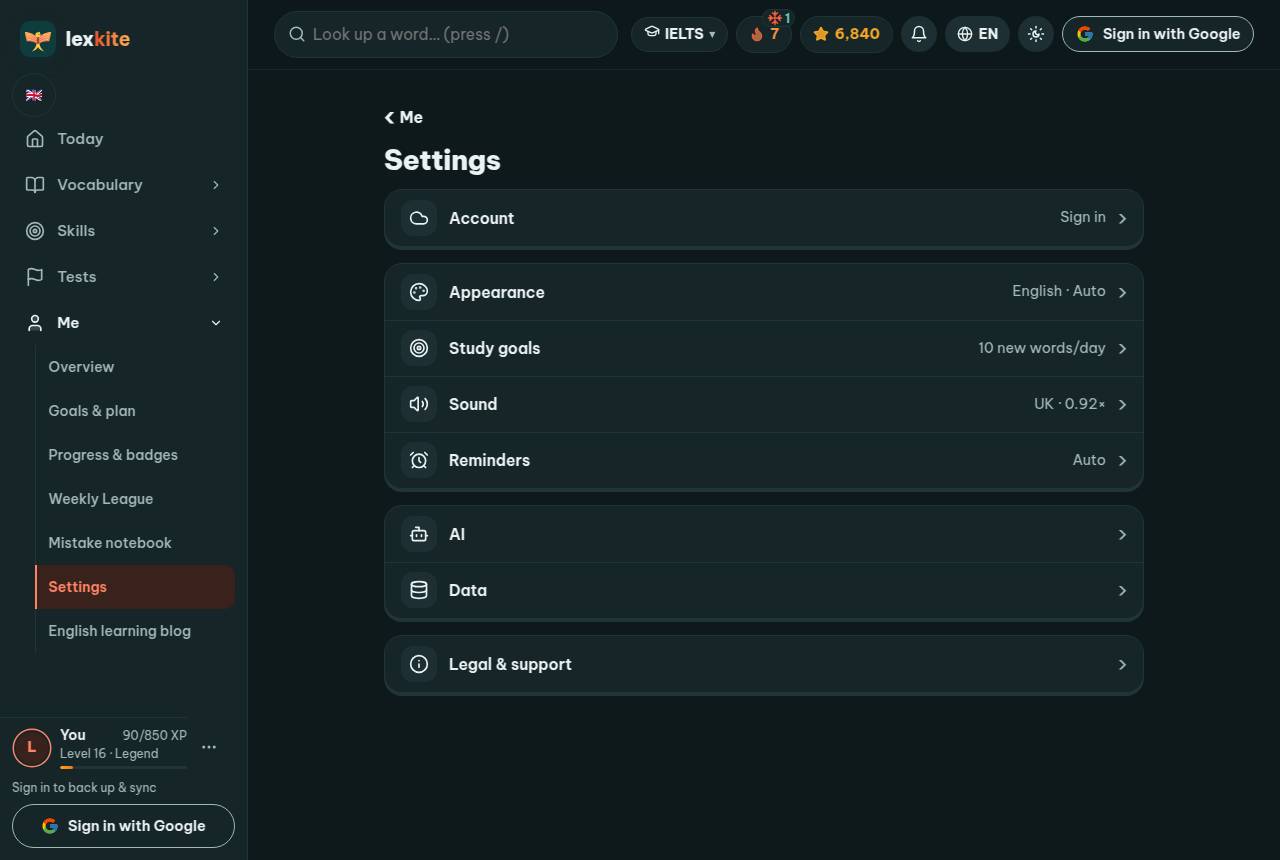 lexkite
Look up a word... (press /)
IELTS ▾
1
7
6,840
EN
Sign in with Google
Today
Vocabulary
Skills
Tests
Me
Overview
Goals & plan
Progress & badges
Weekly League
Mistake notebook
Settings
English learning blog
L
You
90/850 XP
Level 16 · Legend
Sign in to back up & sync
Sign in with Google
Me
Settings
Account
Sign in
Appearance
English · Auto
Study goals
10 new words/day
Sound
UK · 0.92×
Reminders
Auto
AI
Data
Legal & support